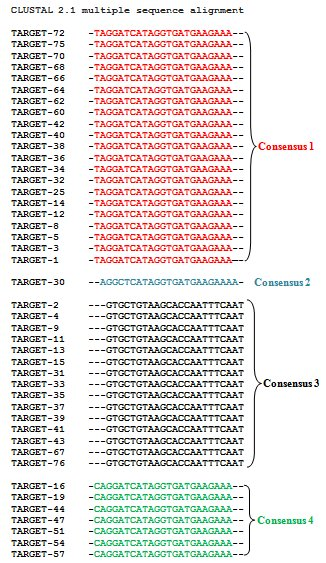 CLUSTAL 2.1 multiple sequence alignment
TARGET-72 -TAGGATCATAGGTGATGAAGAAA--
TARGET-75 -TAGGATCATAGGTGATGAAGAAA--
TARGET-70 -TAGGATCATAGGTGATGAAGAAA--
TARGET-68 -TAGGATCATAGGTGATGAAGAAA--
TARGET-66 -TAGGATCATAGGTGATGAAGAAA--
TARGET-64 -TAGGATCATAGGTGATGAAGAAA--
TARGET-62 -TAGGATCATAGGTGATGAAGAAA--
TARGET-60 -TAGGATCATAGGTGATGAAGAAA--
TARGET-42 -TAGGATCATAGGTGATGAAGAAA--
TARGET-40 -TAGGATCATAGGTGATGAAGAAA--
TARGET-38 -TAGGATCATAGGTGATGAAGAAA-- Consensus 1
TARGET-36 -TAGGATCATAGGTGATGAAGAAA--
TARGET-34 -TAGGATCATAGGTGATGAAGAAA--
TARGET-32 -TAGGATCATAGGTGATGAAGAAA--
TARGET-25 -TAGGATCATAGGTGATGAAGAAA--
TARGET-14 -TAGGATCATAGGTGATGAAGAAA--
TARGET-12 -TAGGATCATAGGTGATGAAGAAA--
TARGET-8 -TAGGATCATAGGTGATGAAGAAA--
TARGET-5 -TAGGATCATAGGTGATGAAGAAA--
TARGET-3 -TAGGATCATAGGTGATGAAGAAA--
TARGET-1 -TAGGATCATAGGTGATGAAGAAA--
TARGET-30 --AGGCTCATAGGTGATGAAGAAAA- Consensus 2
TARGET-2 ---GTGCTGTAAGCACCAATTTCAAT
TARGET-4 ---GTGCTGTAAGCACCAATTTCAAT
TARGET-9 ---GTGCTGTAAGCACCAATTTCAAT
TARGET-11 ---GTGCTGTAAGCACCAATTTCAAT
TARGET-13 ---GTGCTGTAAGCACCAATTTCAAT
TARGET-15 ---GTGCTGTAAGCACCAATTTCAAT
TARGET-31 ---GTGCTGTAAGCACCAATTTCAAT
TARGET-33 ---GTGCTGTAAGCACCAATTTCAAT Consensus 3
TARGET-35 ---GTGCTGTAAGCACCAATTTCAAT
TARGET-37 ---GTGCTGTAAGCACCAATTTCAAT
TARGET-39 ---GTGCTGTAAGCACCAATTTCAAT
TARGET-41 ---GTGCTGTAAGCACCAATTTCAAT
TARGET-43 ---GTGCTGTAAGCACCAATTTCAAT
TARGET-67 ---GTGCTGTAAGCACCAATTTCAAT
TARGET-76 ---GTGCTGTAAGCACCAATTTCAAT
TARGET-16 -CAGGATCATAGGTGATGAAGAAA--
TARGET-19 -CAGGATCATAGGTGATGAAGAAA--
TARGET-44 -CAGGATCATAGGTGATGAAGAAA--
TARGET-47 -CAGGATCATAGGTGATGAAGAAA-- Consensus 4
TARGET-51 -CAGGATCATAGGTGATGAAGAAA--
TARGET-54 -CAGGATCATAGGTGATGAAGAAA--
TARGET-57 -CAGGATCATAGGTGATGAAGAAA--